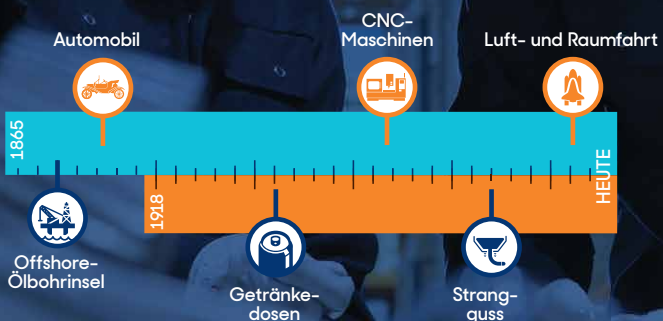 Automobil
CNC-
Maschinen
Luft- und Raumfahrt
1865
HEUTE
1918
Offshore-
Ölbohrinsel
Getränke-
dosen
Strang-
guss